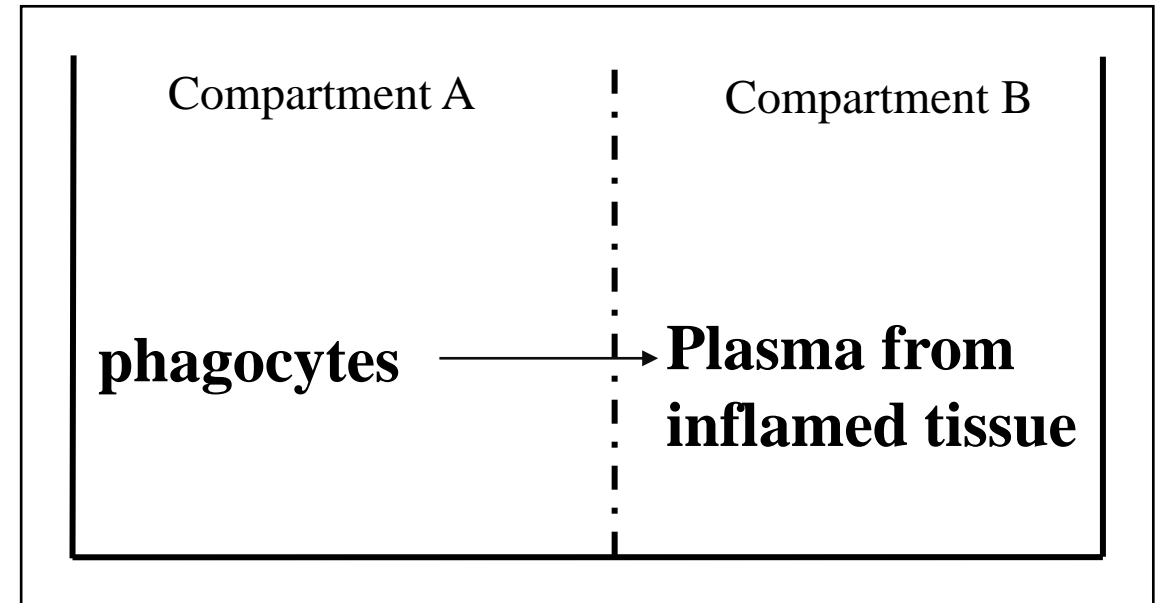 Compartment A
Compartment B
phagocytes
Plasma from
inflamed tissue